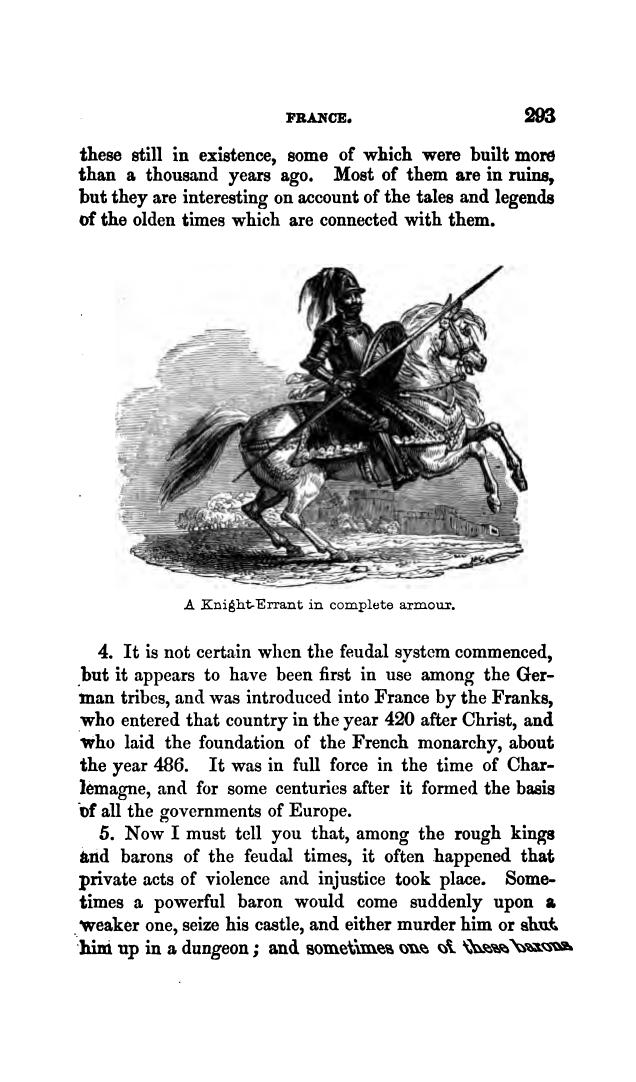 FRANCE. 293
these still in existence, some of which were built more
than a thousand years ago. Most of them are in ruins,
but they are interesting on account of the tales and legends
of the olden times which are connected with them.
A Knight-Errant in complete armour.
4. It is not certain when the feudal system commenced,
but it appears to have been first in use among the Ger-
man tribes, and was introduced into France by the Franks,
who entered that country in the year 420 after Christ, and
who laid the foundation of the French monarchy, about
the year 486. It was in full force in the time of Char-
lemagne, and for some centuries after it formed the basis
of all the governments of Europe.
5. Now I must tell you that, among the rough kings
and barons of the feudal times, it often happened that
private acts of violence and injustice took place. Some-
times a powerful baron would come suddenly upon a
weaker one, seize his castle, and either murder him or shut
him up in a dungeon; and sometimes one of these barons